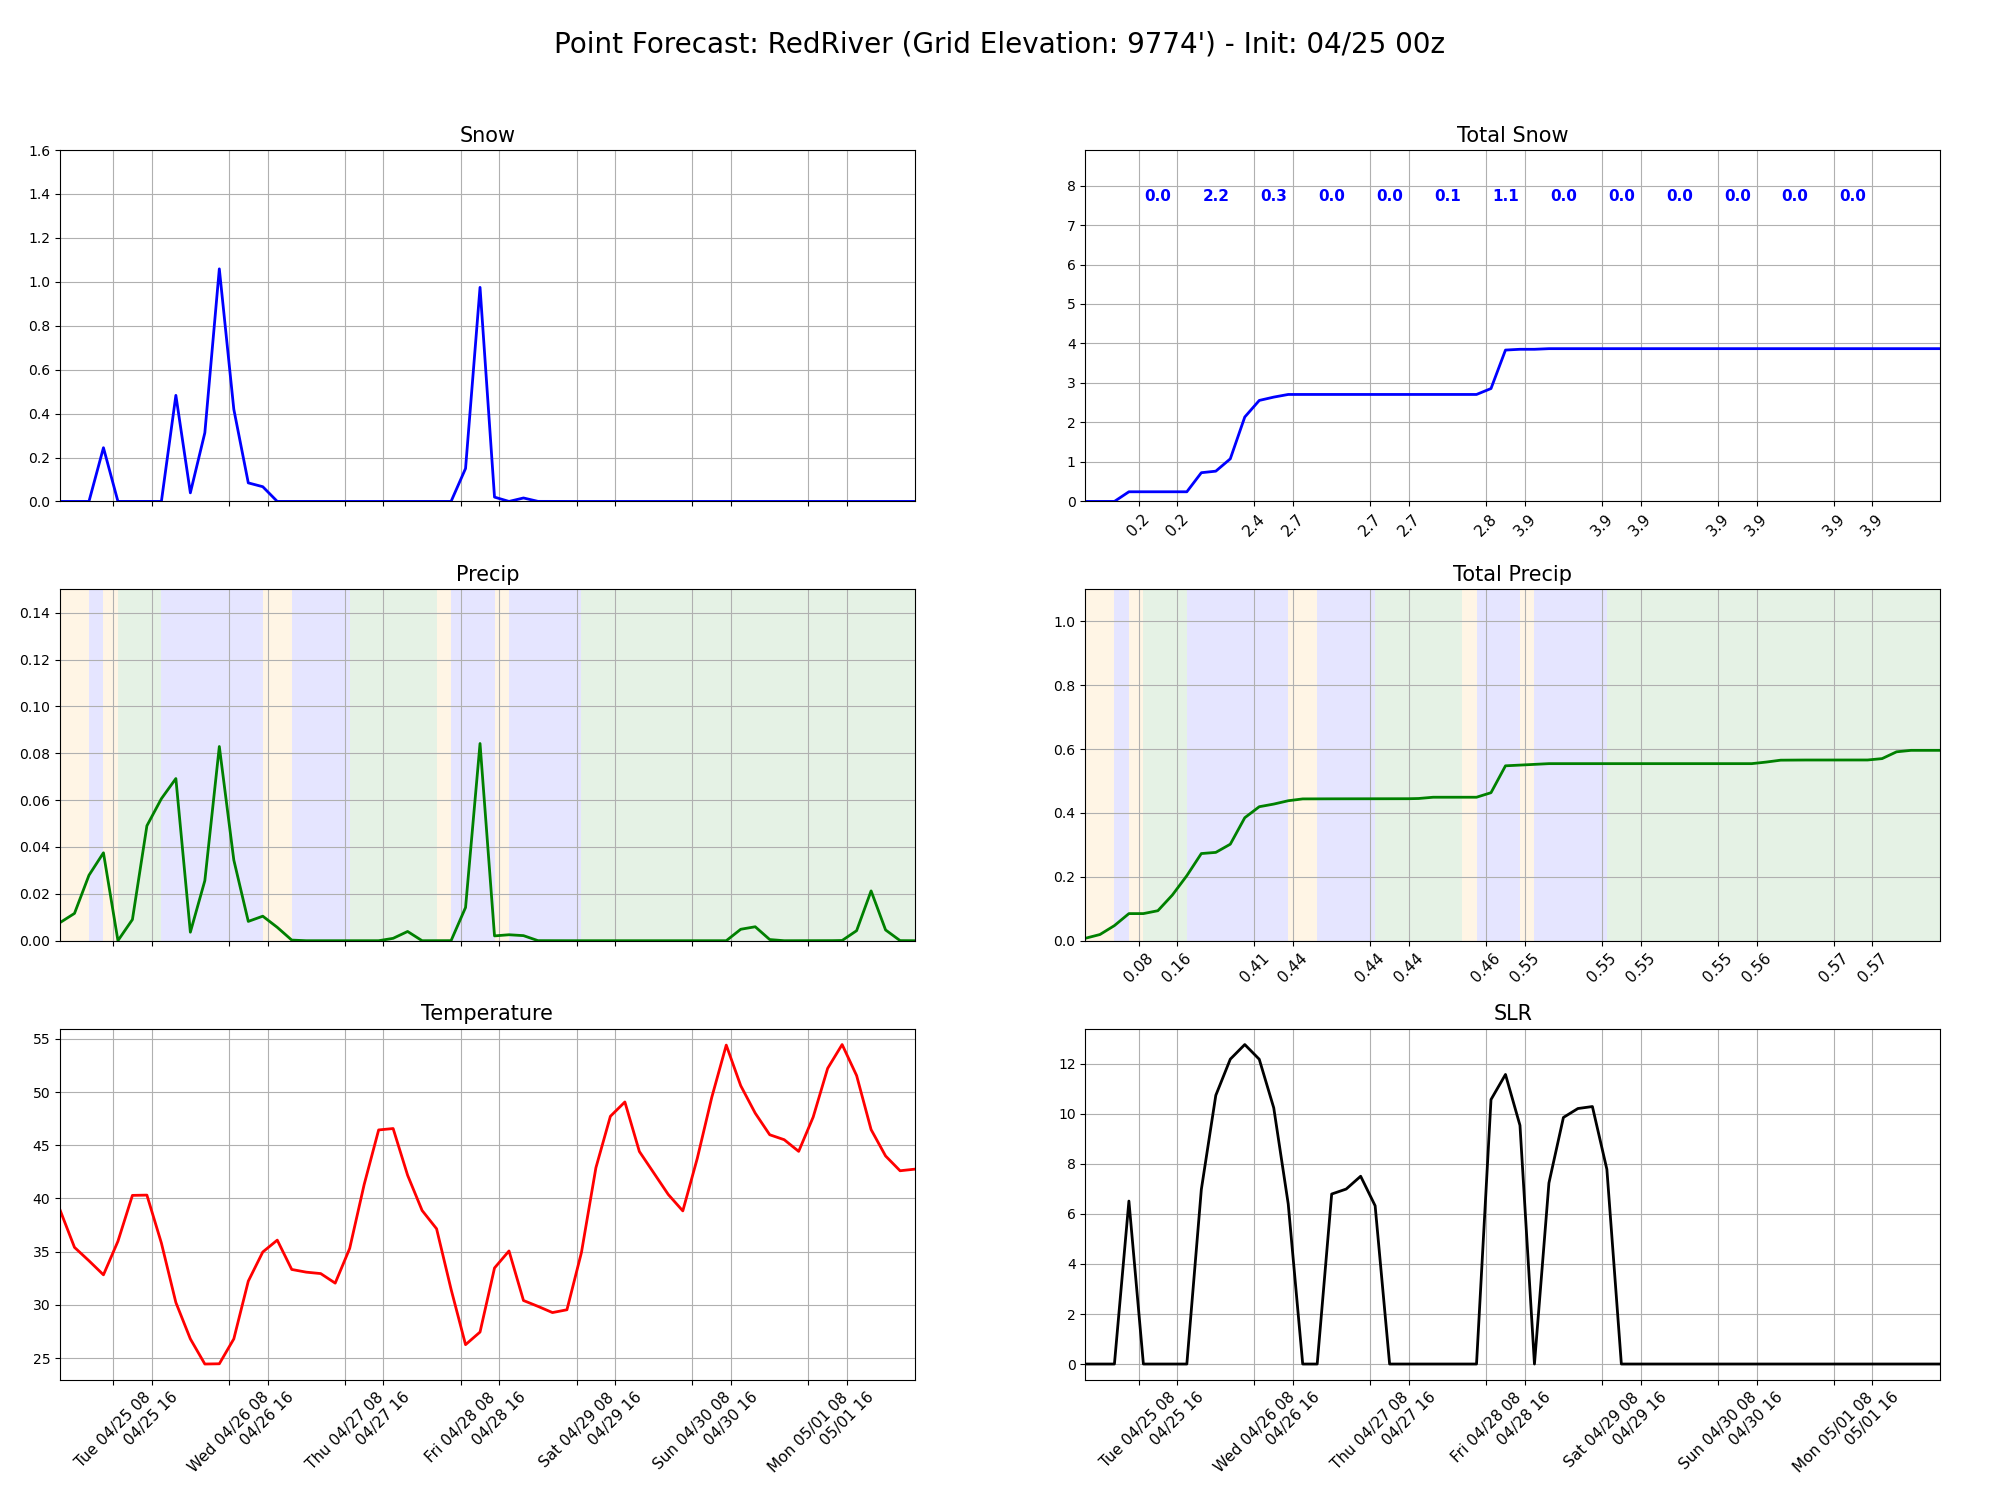 Point Forecast: RedRiver (Grid Elevation: 9774') - Init: 04/25 00z
Snow
1.6
1.4
1.2
1.0
0.8
0.6
0.4
0.2
0.0
Total Snow
0.0 2.2 0.3 0.0 0.0 0.1 1.1 0.0 0.0 0.0 0.0 0.0 0.0
8
7
6
5
4
3
2
1
0
0.2 0.2 2.4 2.7 2.7 2.7 2.8 3.9 3.9 3.9 3.9 3.9 3.9 3.9
Precip
0.14
0.12
0.10
0.08
0.06
0.04
0.02
0.00
Total Precip
1.0
0.8
0.6
0.4
0.2
0.0
0.08 0.16 0.41 0.44 0.44 0.44 0.46 0.55 0.55 0.55 0.55 0.56 0.57 0.57
Temperature
55
50
45
40
35
30
25
Tue 04/25 08
04/25 16
Wed 04/26 08
04/26 16
Thu 04/27 08
04/27 16
Fri 04/28 08
04/28 16
Sat 04/29 08
04/29 16
Sun 04/30 08
04/30 16
Mon 05/01 08
05/01 16
SLR
12
10
8
6
4
2
0
Tue 04/25 08
04/25 16
Wed 04/26 08
04/26 16
Thu 04/27 08
04/27 16
Fri 04/28 08
04/28 16
Sat 04/29 08
04/29 16
Sun 04/30 08
04/30 16
Mon 05/01 08
05/01 16